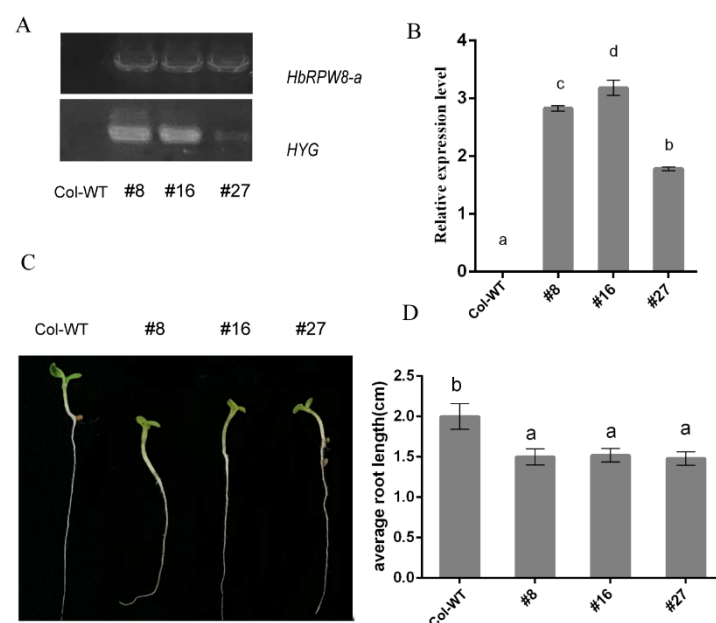 A
HbRPW8-a
HYG
Col-WT #8 #16 #27
B
Relative expression level
4
3
2
1
0
a
c
d
b
Col-WT
#8
#16
#27
C
Col-WT #8 #16 #27
D
average root length(cm)
2.5
2.0
1.5
1.0
0.5
0.0
b
a
a
a
Col-WT
#8
#16
#27